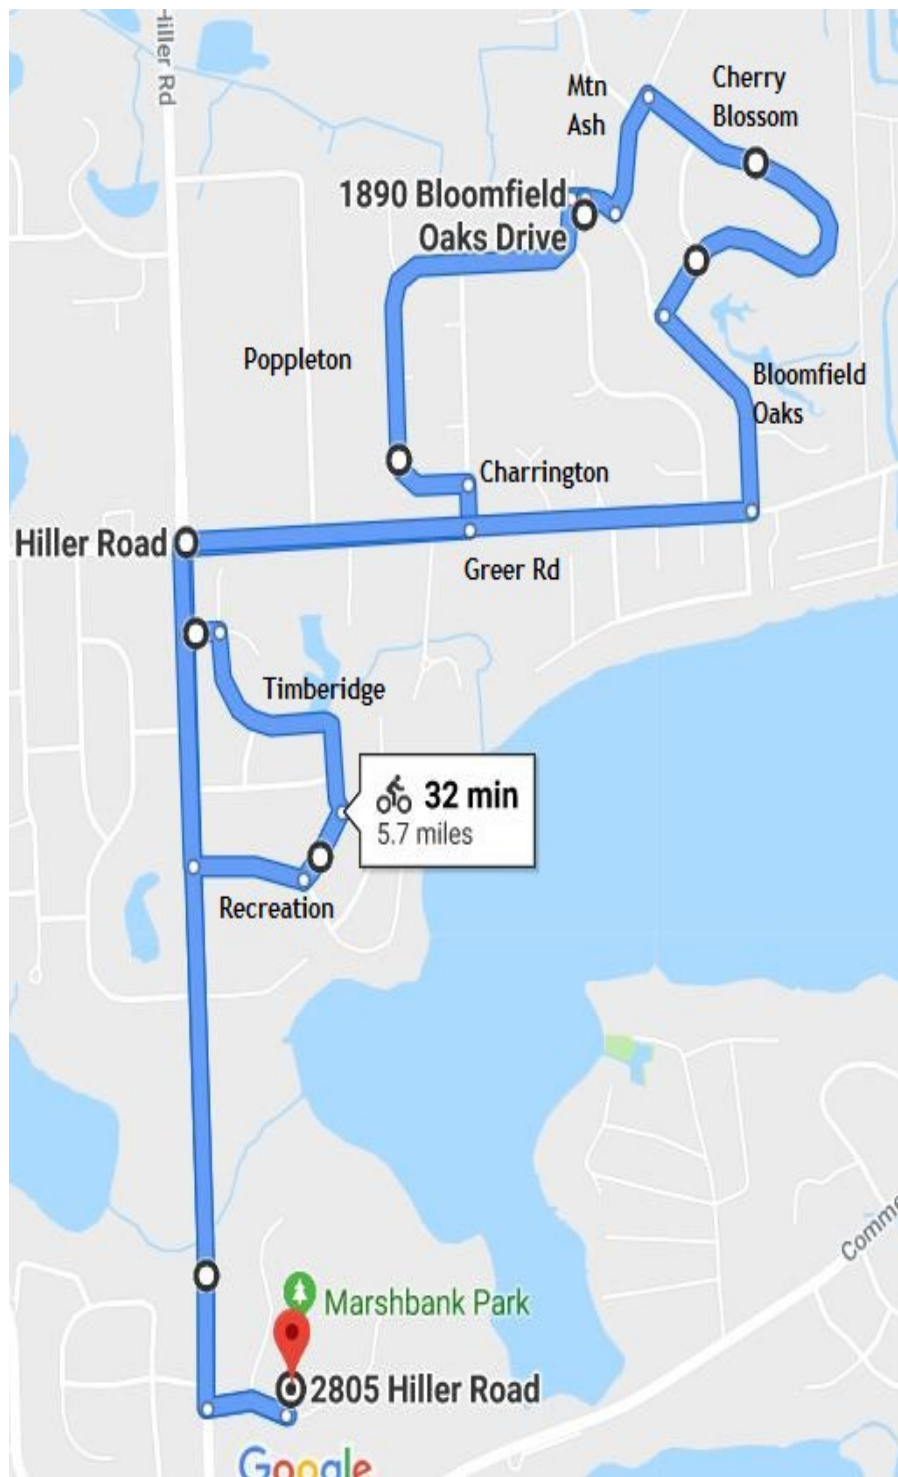 Hiller Rd
Mtn
Ash
Cherry
Blossom
1890 Bloomfield
Oaks Drive
Poppleton
Bloomfield
Oaks
Charrington
Hiller Road
Greer Rd
Timberidge
32 min
5.7 miles
Recreation
Comme
Marshbank Park
2805 Hiller Road
Google